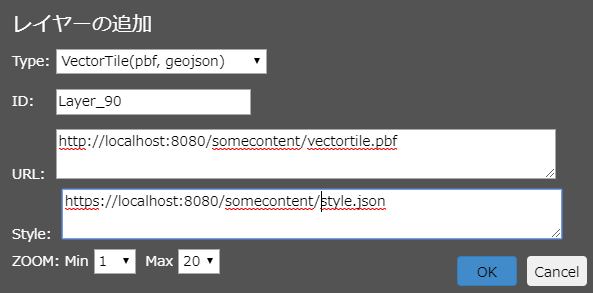 レイヤーの追加
Type: VectorTile(pbf, geojson)
ID: Layer_90
URL: http://localhost:8080/somecontent/vectortile.pbf
Style: https://localhost:8080/somecontent/style.json
ZOOM: Min 1 Max 20 OK Cancel